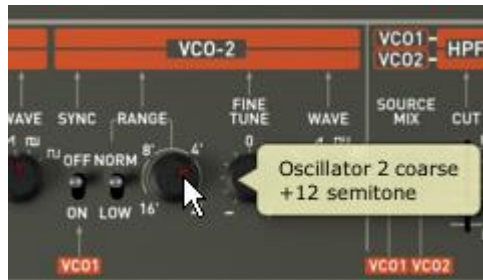 VCO-2
VCO1
VCO2
HPF
WAVE SYNC RANGE FINE TUNE WAVE
SOURCE MIX
CUT
OFF NORM 8' 4' 0
ON LOW 16'
Oscillator 2 coarse
+12 semitone
VCO1
VCO1 VCO2